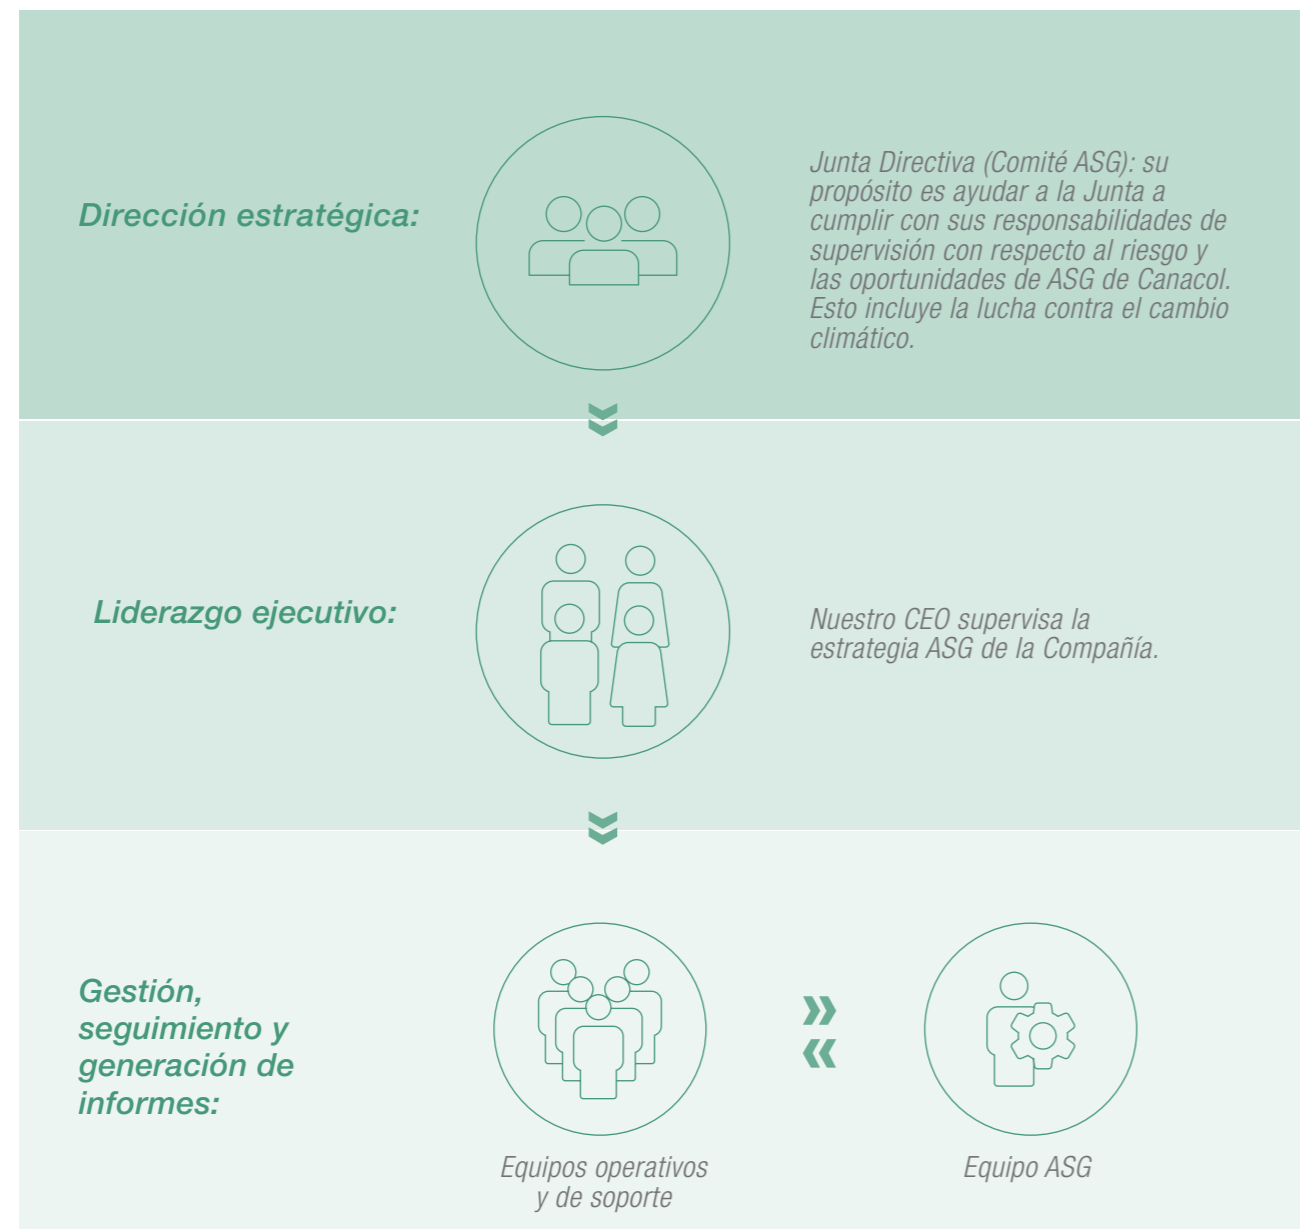 Dirección estratégica:
Junta Directiva (Comité ASG): su
propósito es ayudar a la Junta a
cumplir con sus responsabilidades de
supervisión con respecto al riesgo y
las oportunidades de ASG de Canacol.
Esto incluye la lucha contra el cambio
climático.
Liderazgo ejecutivo:
Nuestro CEO supervisa la
estrategia ASG de la Compañía.
Gestión,
seguimiento y
generación de
informes:
Equipos operativos
y de soporte
Equipo ASG